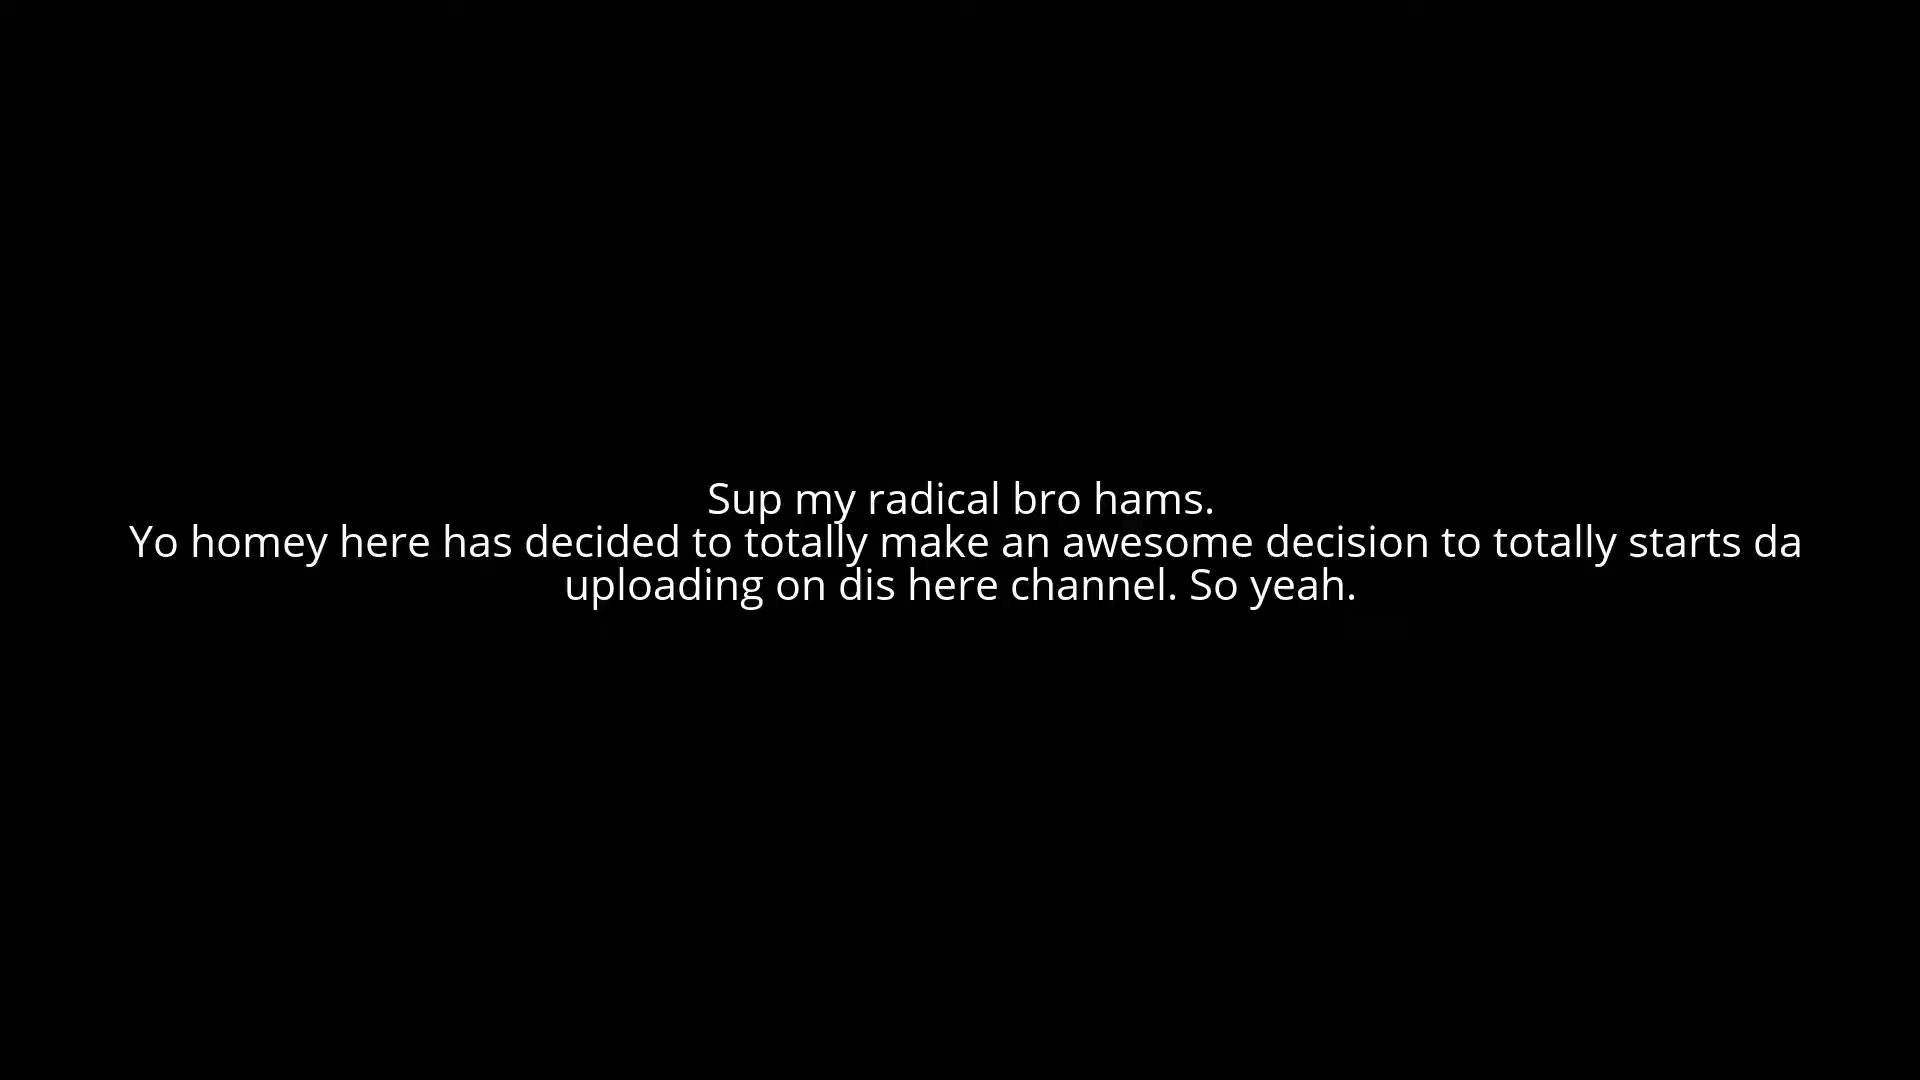 Sup my radical bro hams.
Yo homey here has decided to totally make an awesome decision to totally starts da
uploading on dis here channel. So yeah.